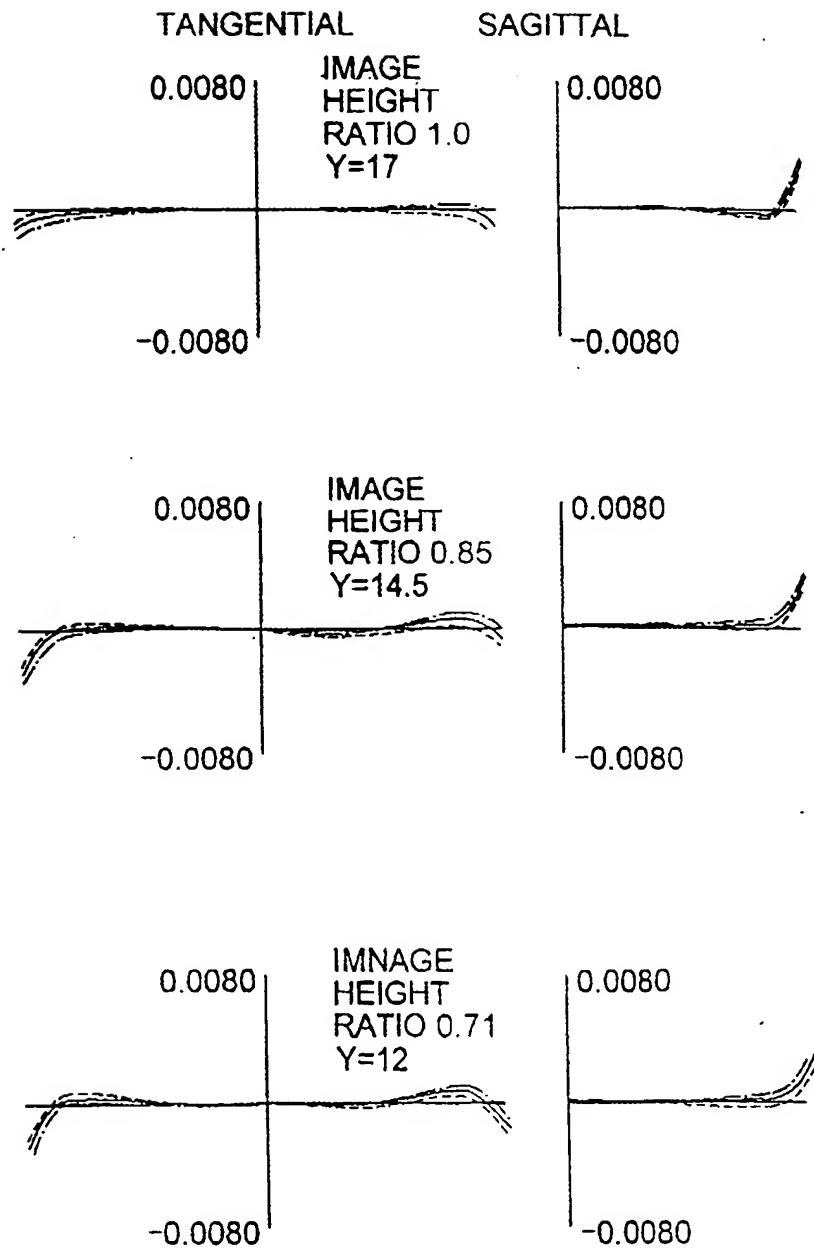 TANGENTIAL SAGITTAL
0.0080
IMAGE
HEIGHT
RATIO 1.0
Y=17
0.0080
-0.0080
-0.0080
0.0080
IMAGE
HEIGHT
RATIO 0.85
Y=14.5
0.0080
-0.0080
-0.0080
0.0080
IMNAGE
HEIGHT
RATIO 0.71
Y=12
0.0080
-0.0080
-0.0080